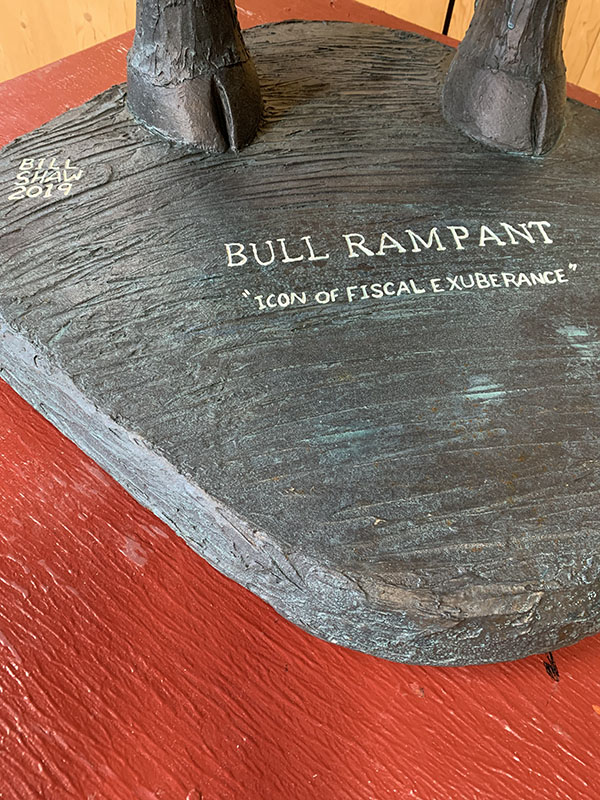 BILL
SHAW
2019
BULL RAMPANT
"ICON OF FISCAL EXUBERANCE"